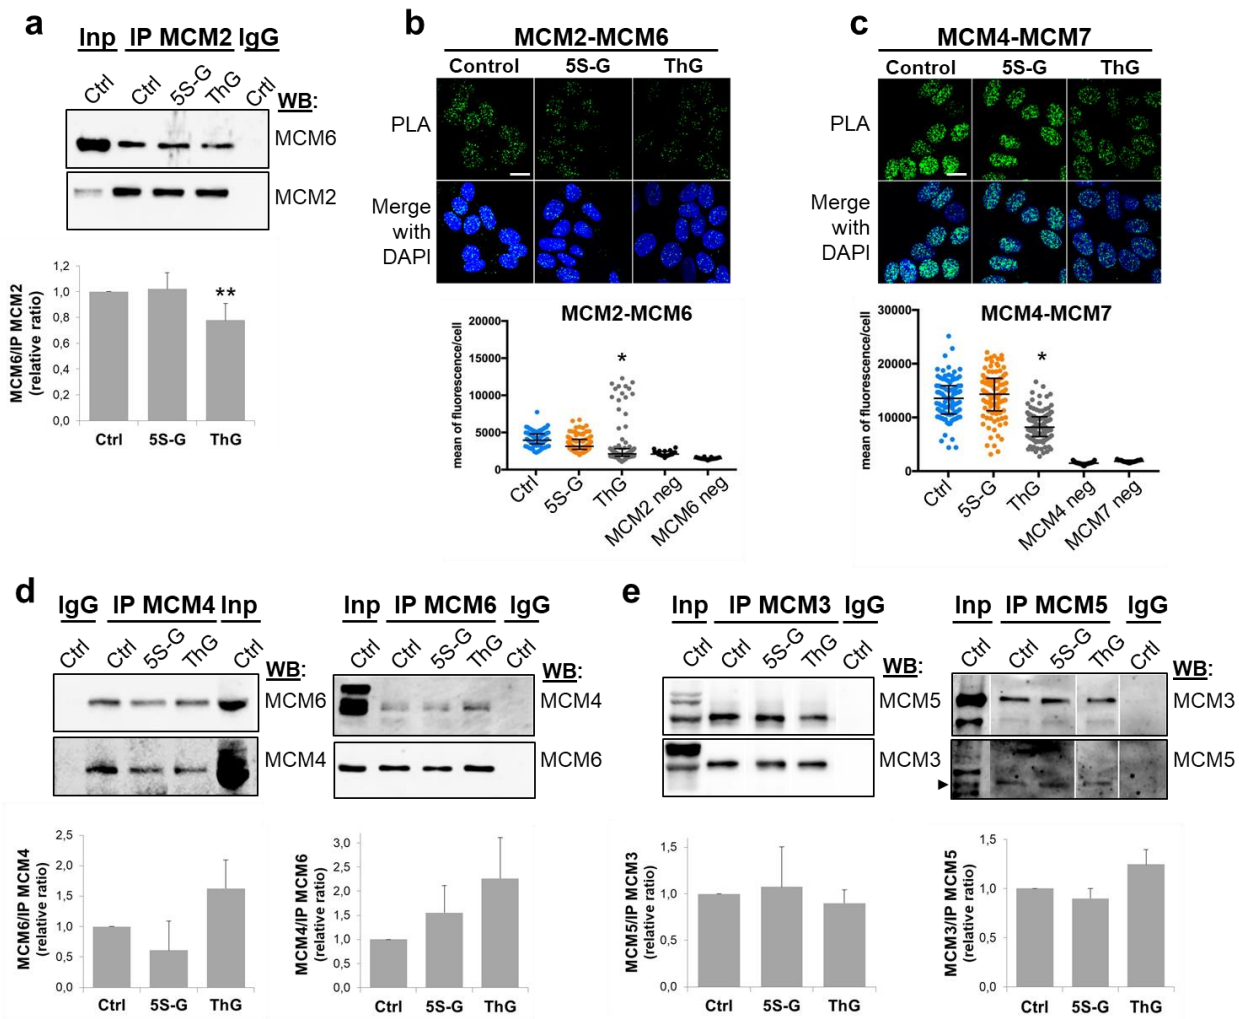 a
Inp IP MCM2 IgG
Ctrl Ctrl 5S-G ThG Crtl
WB:
MCM6
MCM2
1,2
1,0
0,8
0,6
0,4
0,2
0,0
MCM6/IP MCM2
(relative ratio)
**
Ctrl 5S-G ThG
b
MCM2-MCM6
Control 5S-G ThG
PLA
Merge
with
DAPI
MCM2-MCM6
20000
15000
10000
5000
0
mean of fluorescence/cell
*
Ctrl 5S-G ThG MCM2 neg MCM6 neg
c
MCM4-MCM7
Control 5S-G ThG
PLA
Merge
with
DAPI
MCM4-MCM7
30000
20000
10000
0
mean of fluorescence/cell
*
Ctrl 5S-G ThG MCM4 neg MCM7 neg
d
IgG IP MCM4 Inp
Ctrl Ctrl 5S-G ThG Ctrl
WB:
MCM6
MCM4
2,5
2,0
1,5
1,0
0,5
0,0
MCM6/IP MCM4
(relative ratio)
Ctrl 5S-G ThG
Inp IP MCM6 IgG
Ctrl Ctrl 5S-G ThG Ctrl
MCM4
MCM6
3,0
2,5
2,0
1,5
1,0
0,5
0,0
MCM4/IP MCM6
(relative ratio)
Ctrl 5S-G ThG
e
Inp IP MCM3 IgG
Ctrl Ctrl 5S-G ThG Ctrl
WB:
MCM5
MCM3
1,5
1,0
0,5
0,0
MCM5/IP MCM3
(relative ratio)
Ctrl 5S-G ThG
Inp IP MCM5 IgG
Ctrl Ctrl 5S-G ThG Crtl
WB:
MCM3
MCM5
1,5
1,0
0,5
0,0
MCM3/IP MCM5
(relative ratio)
Ctrl 5S-G ThG